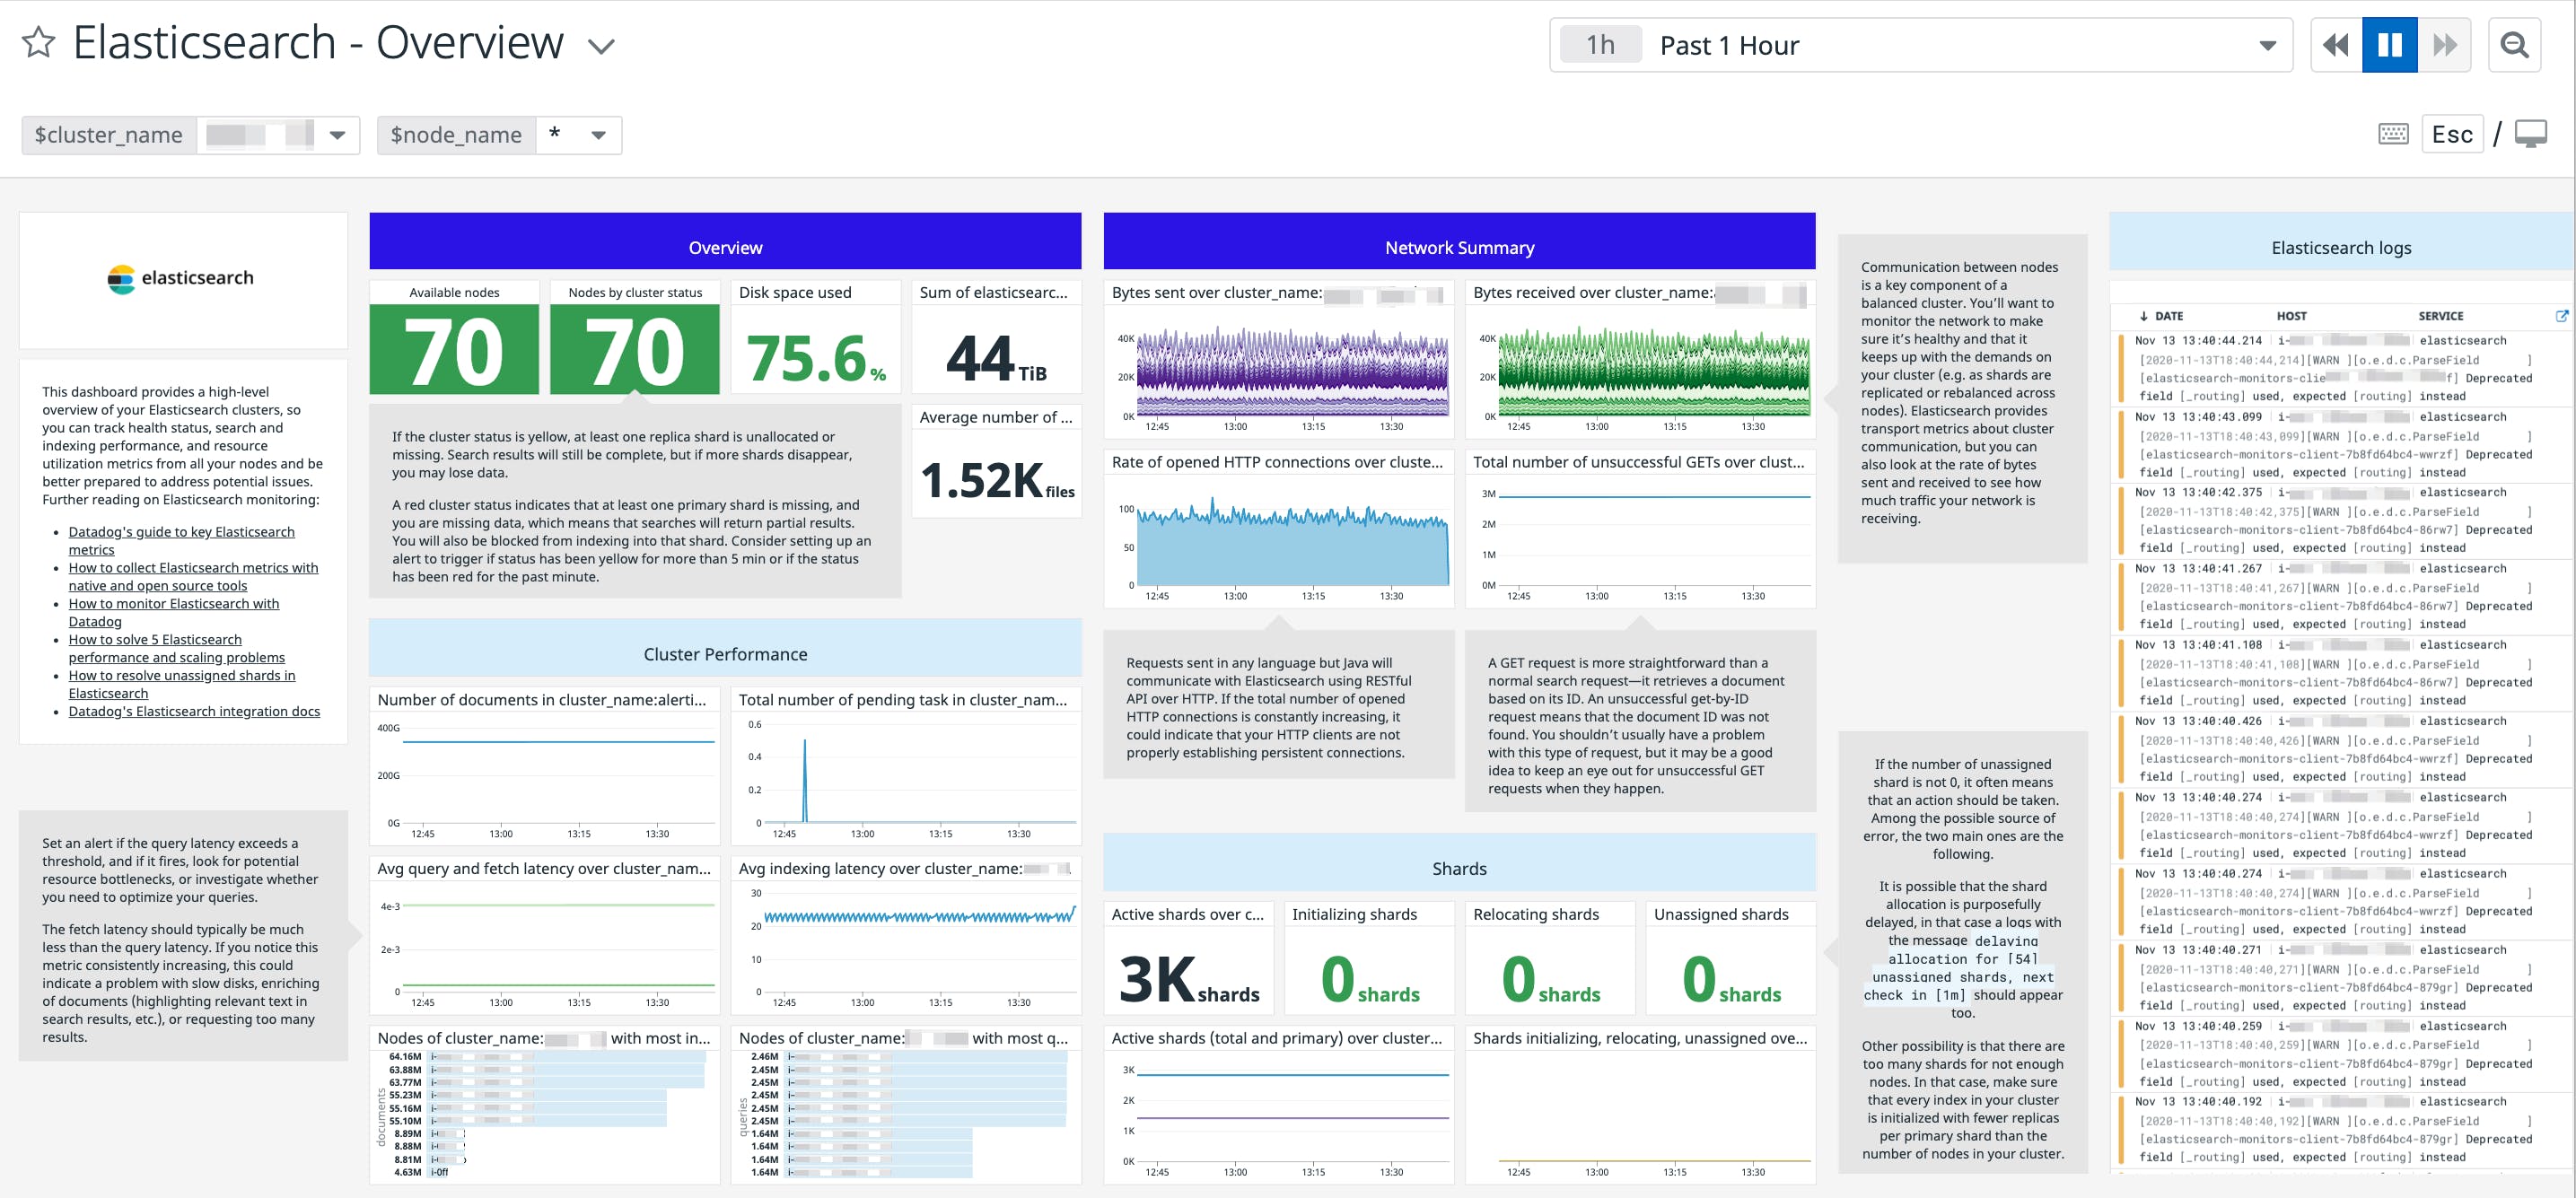 Elasticsearch - Overview
1h Past 1 Hour
$cluster_name
$node_name *
Esc /
elasticsearch
This dashboard provides a high-level
overview of your Elasticsearch clusters, so
you can track health status, search and
indexing performance, and resource
utilization metrics from all your nodes and be
better prepared to address potential issues.
Further reading on Elasticsearch monitoring:
• Datadog's guide to key Elasticsearch
metrics
• How to collect Elasticsearch metrics with
native and open source tools
• How to monitor Elasticsearch with
Datadog
• How to solve 5 Elasticsearch
performance and scaling problems
• How to resolve unassigned shards in
Elasticsearch
• Datadog's Elasticsearch integration docs
Set an alert if the query latency exceeds a
threshold, and if it fires, look for potential
resource bottlenecks, or investigate whether
you need to optimize your queries.
The fetch latency should typically be much
less than the query latency. If you notice this
metric consistently increasing, this could
indicate a problem with slow disks, enriching
of documents (highlighting relevant text in
search results, etc.), or requesting too many
results.
Overview
Available nodes
70
Nodes by cluster status
70
Disk space used
75.6%
Sum of elasticsearc...
44 TiB
If the cluster status is yellow, at least one replica shard is unallocated or
missing. Search results will still be complete, but if more shards disappear,
you may lose data.
A red cluster status indicates that at least one primary shard is missing, and
you are missing data, which means that searches will return partial results.
You will also be blocked from indexing into that shard. Consider setting up an
alert to trigger if status has been yellow for more than 5 min or if the status
has been red for the past minute.
Average number of ...
1.52K files
Cluster Performance
Number of documents in cluster_name:alerti...
400G
200G
0G
12:45 13:00 13:15 13:30
Total number of pending task in cluster_nam...
0.6
0.4
0.2
0
12:45 13:00 13:15 13:30
Avg query and fetch latency over cluster_nam...
4e-3
2e-3
0
12:45 13:00 13:15 13:30
Avg indexing latency over cluster_name:
30
20
10
0
12:45 13:00 13:15 13:30
Nodes of cluster_name: with most in...
documents
64.16M i-
63.88M i-
63.77M i-
55.23M i-
55.16M i-
55.10M i-
8.89M i-
8.88M i-
8.81M i-
4.63M i-0ff
Nodes of cluster_name: with most q...
queries
2.46M i-
2.45M i-
2.45M i-
2.45M i-
2.45M i-
2.45M i-
1.64M i-
1.64M i-
1.64M i-
1.64M i-
Network Summary
Bytes sent over cluster_name:
40K
20K
0K
12:45 13:00 13:15 13:30
Bytes received over cluster_name:
40K
20K
0K
12:45 13:00 13:15 13:30
Rate of opened HTTP connections over cluste...
100
50
0
12:45 13:00 13:15 13:30
Total number of unsuccessful GETs over clust...
3M
2M
1M
0M
12:45 13:00 13:15 13:30
Requests sent in any language but Java will
communicate with Elasticsearch using RESTful
API over HTTP. If the total number of opened
HTTP connections is constantly increasing, it
could indicate that your HTTP clients are not
properly establishing persistent connections.
A GET request is more straightforward than a
normal search request—it retrieves a document
based on its ID. An unsuccessful get-by-ID
request means that the document ID was not
found. You shouldn't usually have a problem
with this type of request, but it may be a good
idea to keep an eye out for unsuccessful GET
requests when they happen.
Shards
Active shards over c...
3K shards
Initializing shards
0 shards
Relocating shards
0 shards
Unassigned shards
0 shards
Active shards (total and primary) over cluster...
3K
2K
1K
0K
12:45 13:00 13:15 13:30
Shards initializing, relocating, unassigned ove...
12:45 13:00 13:15 13:30
Communication between nodes
is a key component of a
balanced cluster. You'll want to
monitor the network to make
sure it's healthy and that it
keeps up with the demands on
your cluster (e.g. as shards are
replicated or rebalanced across
nodes). Elasticsearch provides
transport metrics about cluster
communication, but you can
also look at the rate of bytes
sent and received to see how
much traffic your network is
receiving.
If the number of unassigned
shard is not 0, it often means
that an action should be taken.
Among the possible source of
error, the two main ones are the
following.
It is possible that the shard
allocation is purposefully
delayed, in that case a logs with
the message delaying
allocation for [54]
unassigned shards, next
check in [1m] should appear
too.
Other possibility is that there are
too many shards for not enough
nodes. In that case, make sure
that every index in your cluster
is initialized with fewer replicas
per primary shard than the
number of nodes in your cluster.
Elasticsearch logs
↓ DATE HOST SERVICE
Nov 13 13:40:44.214 i- elasticsearch
[2020-11-13T18:40:44,214][WARN ][o.e.d.c.ParseField ]
[elasticsearch-monitors-clie f] Deprecated
field [_routing] used, expected [routing] instead
Nov 13 13:40:43.099 i- elasticsearch
[2020-11-13T18:40:43,099][WARN ][o.e.d.c.ParseField ]
[elasticsearch-monitors-client-7b8fd64bc4-wwrzf] Deprecated
field [_routing] used, expected [routing] instead
Nov 13 13:40:42.375 i- elasticsearch
[2020-11-13T18:40:42,375][WARN ][o.e.d.c.ParseField ]
[elasticsearch-monitors-client-7b8fd64bc4-86rw7] Deprecated
field [_routing] used, expected [routing] instead
Nov 13 13:40:41.267 i- elasticsearch
[2020-11-13T18:40:41,267][WARN ][o.e.d.c.ParseField ]
[elasticsearch-monitors-client-7b8fd64bc4-86rw7] Deprecated
field [_routing] used, expected [routing] instead
Nov 13 13:40:41.108 i- elasticsearch
[2020-11-13T18:40:41,108][WARN ][o.e.d.c.ParseField ]
[elasticsearch-monitors-client-7b8fd64bc4-86rw7] Deprecated
field [_routing] used, expected [routing] instead
Nov 13 13:40:40.426 i- elasticsearch
[2020-11-13T18:40:40,426][WARN ][o.e.d.c.ParseField ]
[elasticsearch-monitors-client-7b8fd64bc4-wwrzf] Deprecated
field [_routing] used, expected [routing] instead
Nov 13 13:40:40.274 i- elasticsearch
[2020-11-13T18:40:40,274][WARN ][o.e.d.c.ParseField ]
[elasticsearch-monitors-client-7b8fd64bc4-wwrzf] Deprecated
field [_routing] used, expected [routing] instead
Nov 13 13:40:40.274 i- elasticsearch
[2020-11-13T18:40:40,274][WARN ][o.e.d.c.ParseField ]
[elasticsearch-monitors-client-7b8fd64bc4-wwrzf] Deprecated
field [_routing] used, expected [routing] instead
Nov 13 13:40:40.271 i- elasticsearch
[2020-11-13T18:40:40,271][WARN ][o.e.d.c.ParseField ]
[elasticsearch-monitors-client-7b8fd64bc4-879gr] Deprecated
field [_routing] used, expected [routing] instead
Nov 13 13:40:40.259 i- elasticsearch
[2020-11-13T18:40:40,259][WARN ][o.e.d.c.ParseField ]
[elasticsearch-monitors-client-7b8fd64bc4-879gr] Deprecated
field [_routing] used, expected [routing] instead
Nov 13 13:40:40.192 i- elasticsearch
[2020-11-13T18:40:40,192][WARN ][o.e.d.c.ParseField ]
[elasticsearch-monitors-client-7b8fd64bc4-879gr] Deprecated
field [_routing] used, expected [routing] instead